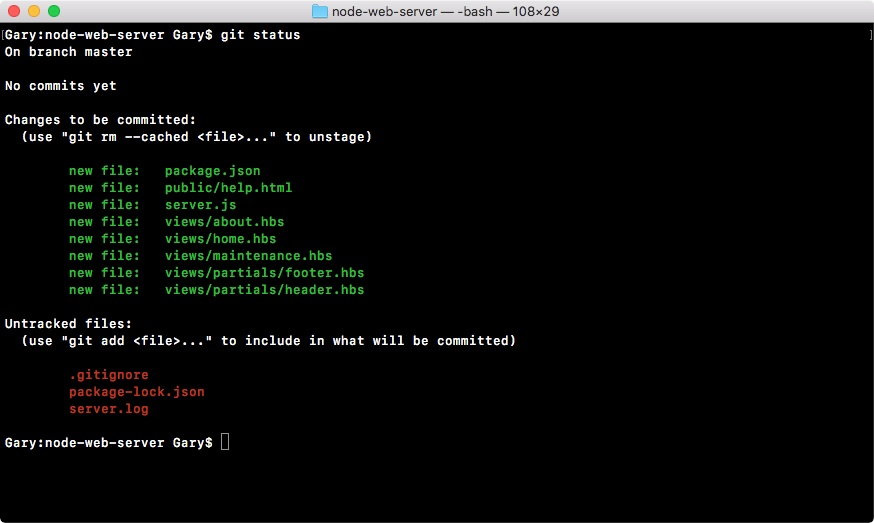 node-web-server — -bash — 108×29
[Gary:node-web-server Gary$ git status ]
On branch master
No commits yet
Changes to be committed:
(use "git rm --cached <file>..." to unstage)
new file: package.json
new file: public/help.html
new file: server.js
new file: views/about.hbs
new file: views/home.hbs
new file: views/maintenance.hbs
new file: views/partials/footer.hbs
new file: views/partials/header.hbs
Untracked files:
(use "git add <file>..." to include in what will be committed)
.gitignore
package-lock.json
server.log
Gary:node-web-server Gary$